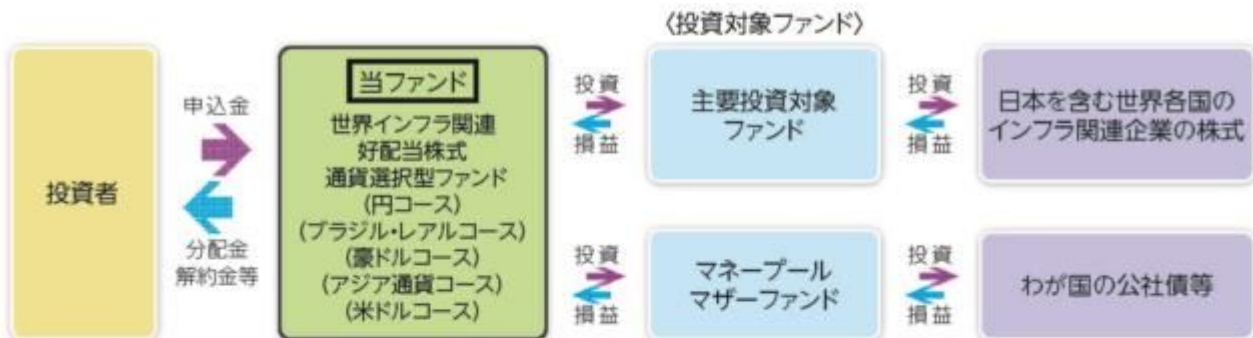 〈投資対象ファンド〉
投資者
申込金
分配金
解約金等
当ファンド
世界インフラ関連
好配当株式
通貨選択型ファンド
(円コース)
(ブラジル・レアルコース)
(豪ドルコース)
(アジア通貨コース)
(米ドルコース)
投資
損益
主要投資対象
ファンド
投資
損益
日本を含む世界各国の
インフラ関連企業の株式
投資
損益
マネープール
マザーファンド
投資
損益
わが国の公社債等